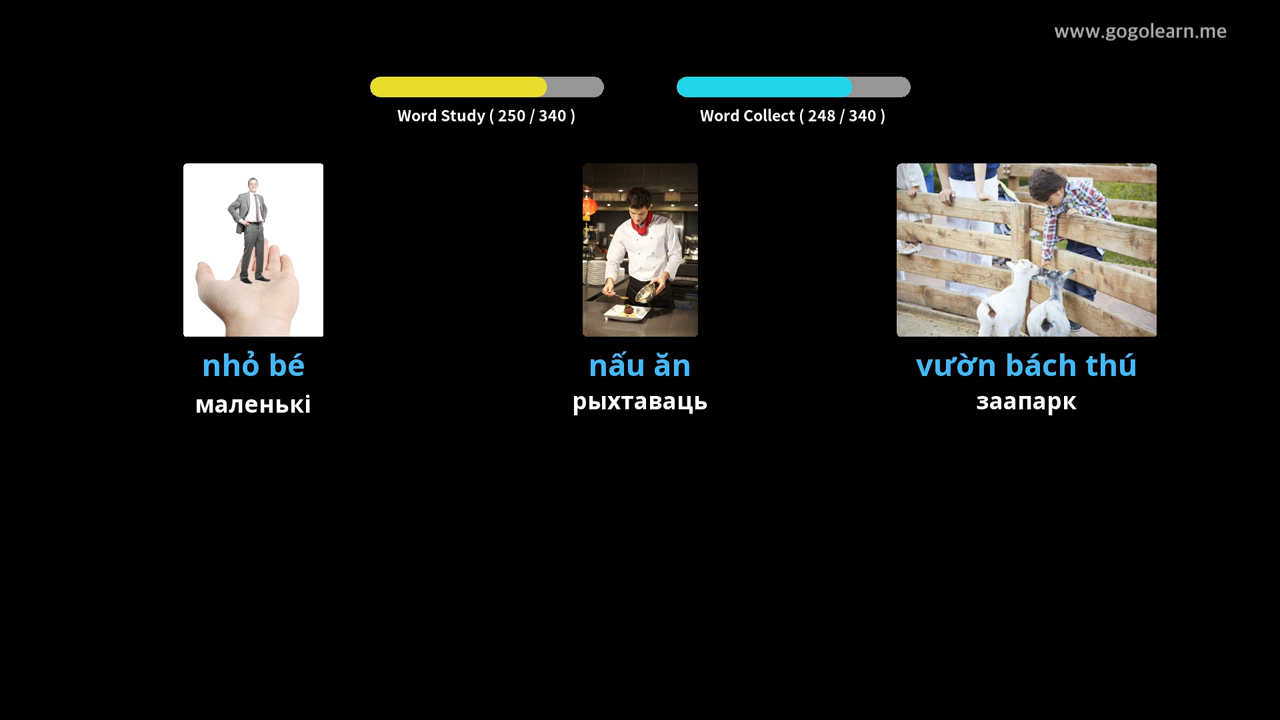 www.gogolearn.me
Word Study ( 250 / 340 )
Word Collect ( 248 / 340 )
nhỏ bé
маленькі
nấu ăn
рыхтаваць
vườn bách thú
заапарк